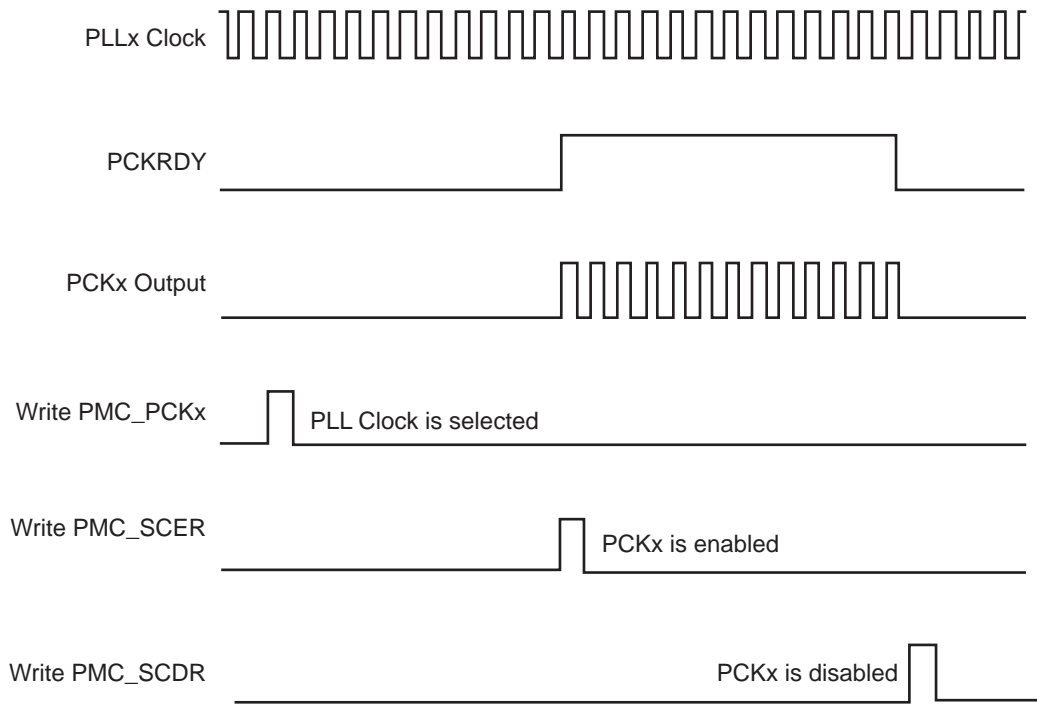 PLLx Clock
PCKRDY
PCKx Output
Write PMC_PCKx
PLL Clock is selected
Write PMC_SCER
PCKx is enabled
Write PMC_SCDR
PCKx is disabled